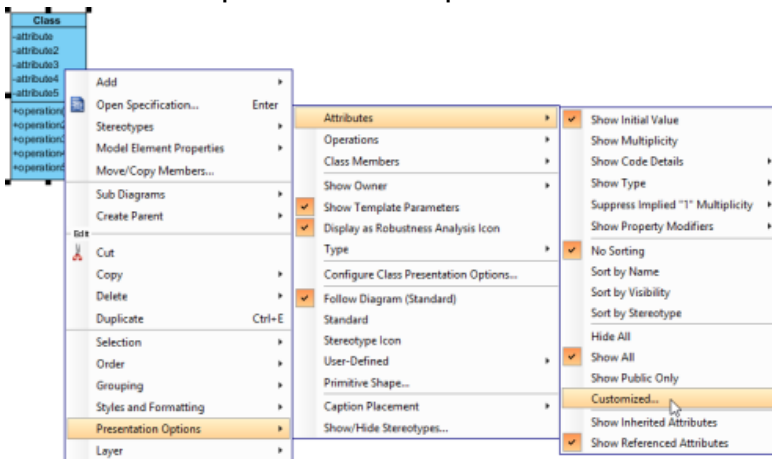 Class
-attribute
-attribute2
-attribute3
-attribute4
-attribute5
+operation
+operation2
+operation3
+operation4
+operation5
Add
Open Specification... Enter
Stereotypes
Model Element Properties
Move/Copy Members...
Sub Diagrams
Create Parent
Edit
Cut
Copy
Delete
Duplicate Ctrl+E
Selection
Order
Grouping
Styles and Formatting
Presentation Options
Layer
Attributes
Operations
Class Members
Show Owner
Show Template Parameters
Display as Robustness Analysis Icon
Type
Configure Class Presentation Options...
Follow Diagram (Standard)
Standard
Stereotype Icon
User-Defined
Primitive Shape...
Caption Placement
Show/Hide Stereotypes...
Show Initial Value
Show Multiplicity
Show Code Details
Show Type
Suppress Implied "1" Multiplicity
Show Property Modifiers
No Sorting
Sort by Name
Sort by Visibility
Sort by Stereotype
Hide All
Show All
Show Public Only
Customized...
Show Inherited Attributes
Show Referenced Attributes